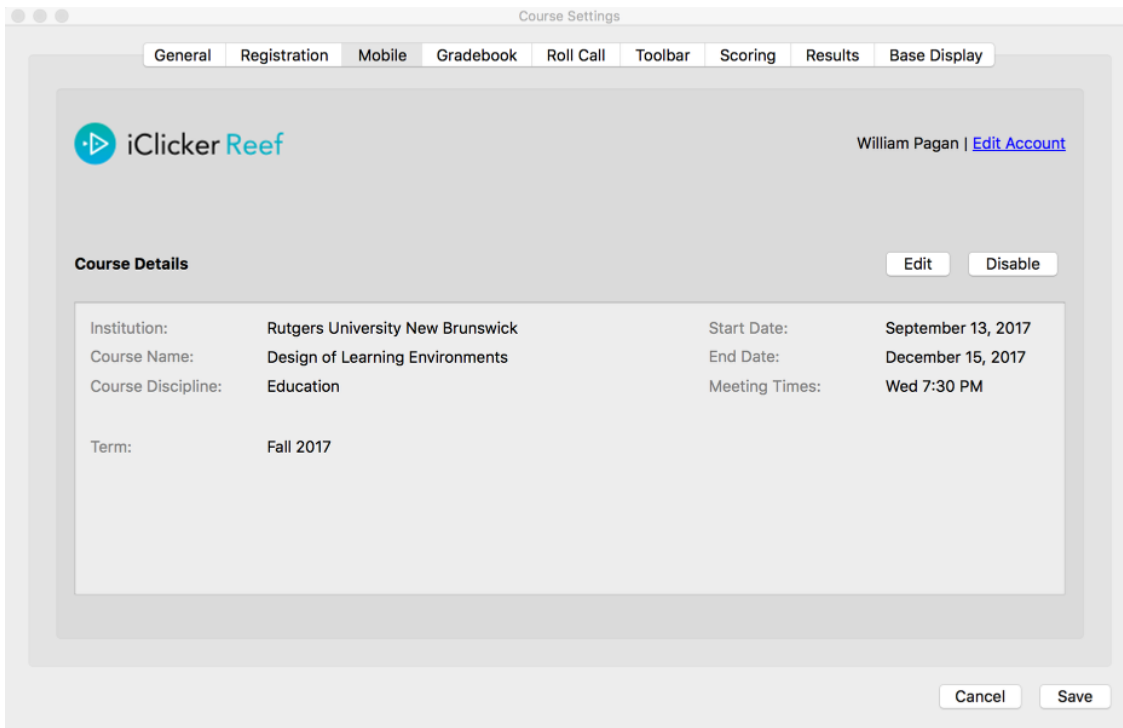 Course Settings
General Registration Mobile Gradebook Roll Call Toolbar Scoring Results Base Display
iClicker Reef
William Pagan | Edit Account
Course Details
Edit Disable
Institution: Rutgers University New Brunswick Start Date: September 13, 2017
Course Name: Design of Learning Environments End Date: December 15, 2017
Course Discipline: Education Meeting Times: Wed 7:30 PM
Term: Fall 2017
Cancel Save